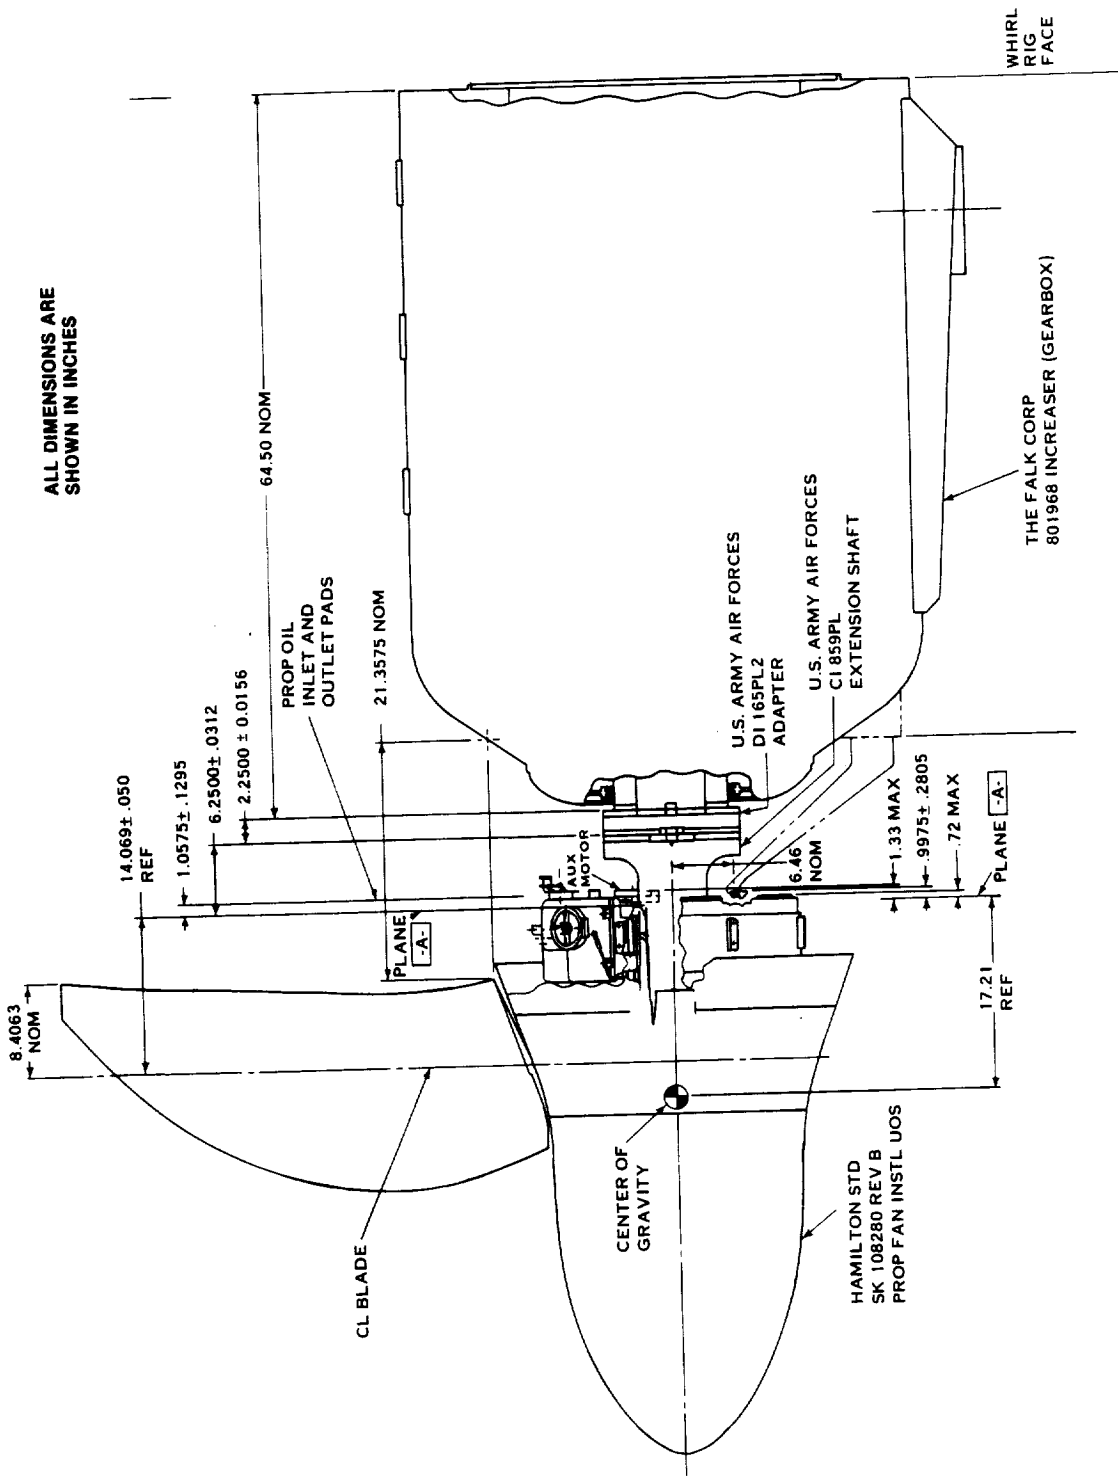 ALL DIMENSIONS ARE
SHOWN IN INCHES
WHIRL
RIG
FACE
64.50 NOM
THE FALK CORP
801968 INCREASER (GEARBOX)
PROP OIL
INLET AND
OUTLET PADS
21.3575 NOM
2.2500 ± 0.0156
6.2500± .0312
1.0575± .1295
14.069± .050
REF
U.S. ARMY AIR FORCES
DI 165PL2
ADAPTER
U.S. ARMY AIR FORCES
CI 859PL
EXTENSION SHAFT
AUX
MOTOR
6.46
NOM
1.33 MAX
.9975± .2805
.72 MAX
PLANE -A-
PLANE
-A-
8.4063
NOM
17.21
REF
CL BLADE
CENTER OF
GRAVITY
HAMILTON STD
SK 108280 REV B
PROP FAN INSTL UOS